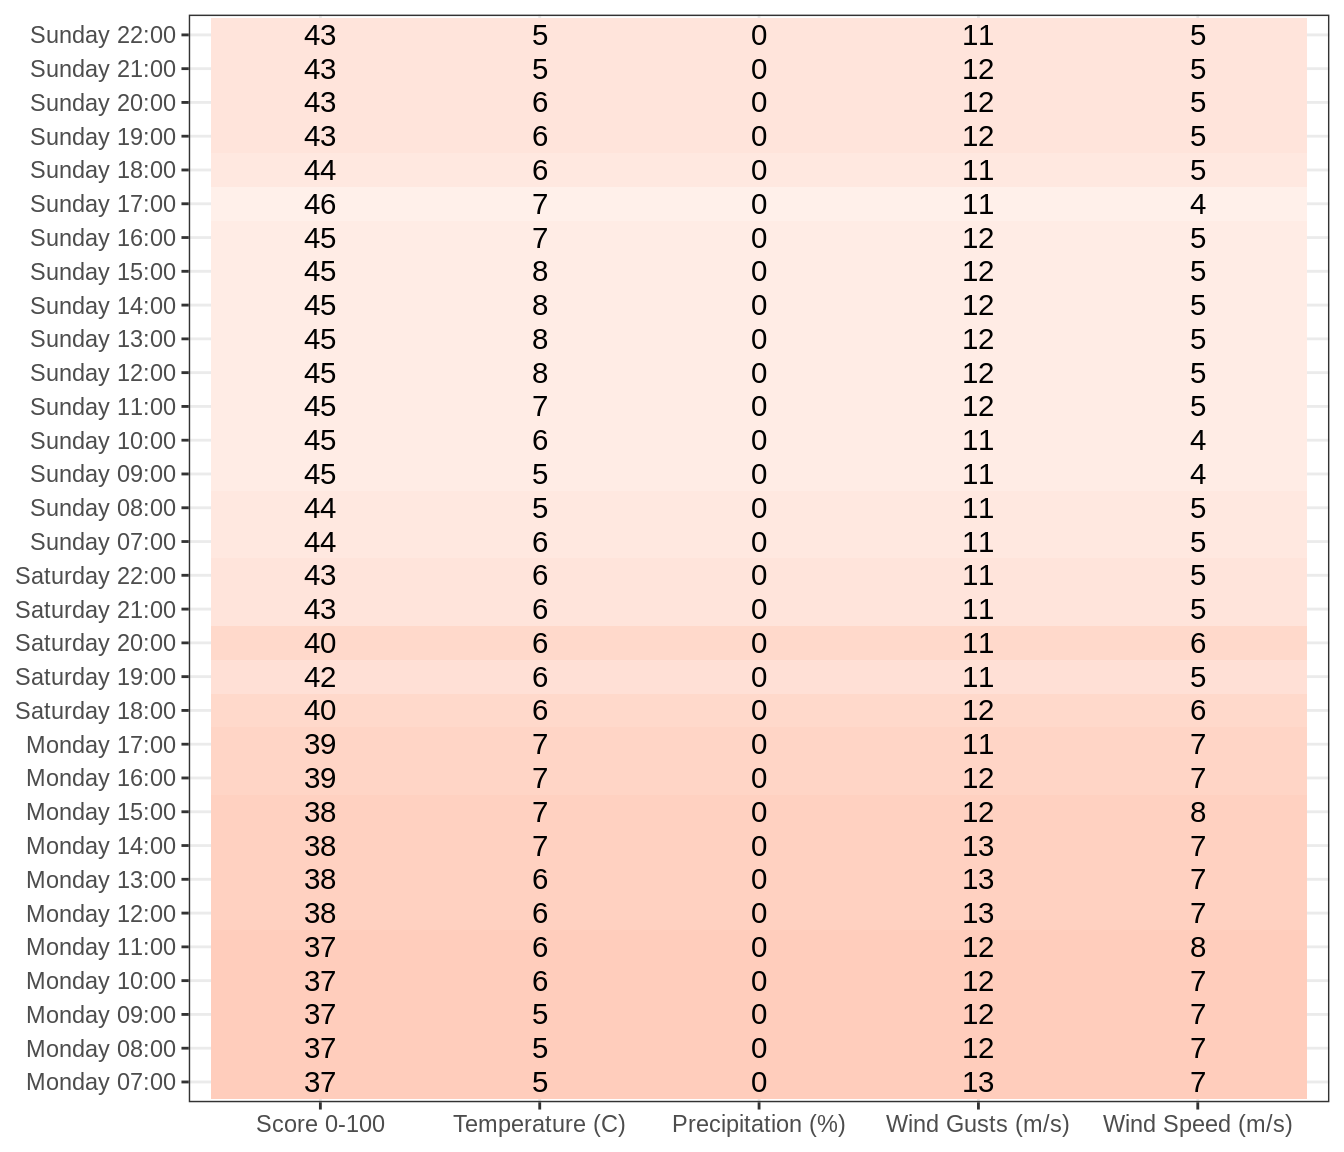 Sunday 22:00 43 5 0 11 5
Sunday 21:00 43 5 0 12 5
Sunday 20:00 43 6 0 12 5
Sunday 19:00 43 6 0 12 5
Sunday 18:00 44 6 0 11 5
Sunday 17:00 46 7 0 11 4
Sunday 16:00 45 7 0 12 5
Sunday 15:00 45 8 0 12 5
Sunday 14:00 45 8 0 12 5
Sunday 13:00 45 8 0 12 5
Sunday 12:00 45 8 0 12 5
Sunday 11:00 45 7 0 12 5
Sunday 10:00 45 6 0 11 4
Sunday 09:00 45 5 0 11 4
Sunday 08:00 44 5 0 11 5
Sunday 07:00 44 6 0 11 5
Saturday 22:00 43 6 0 11 5
Saturday 21:00 43 6 0 11 5
Saturday 20:00 40 6 0 11 6
Saturday 19:00 42 6 0 11 5
Saturday 18:00 40 6 0 12 6
Monday 17:00 39 7 0 11 7
Monday 16:00 39 7 0 12 7
Monday 15:00 38 7 0 12 8
Monday 14:00 38 7 0 13 7
Monday 13:00 38 6 0 13 7
Monday 12:00 38 6 0 13 7
Monday 11:00 37 6 0 12 8
Monday 10:00 37 6 0 12 7
Monday 09:00 37 5 0 12 7
Monday 08:00 37 5 0 12 7
Monday 07:00 37 5 0 13 7
Score 0-100 Temperature (C) Precipitation (%) Wind Gusts (m/s) Wind Speed (m/s)